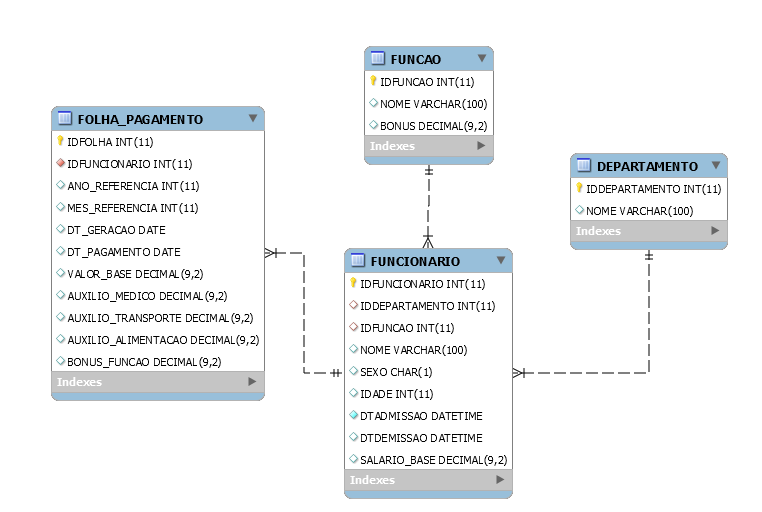 FUNCAO
IDFUNCAO INT(11)
NOME VARCHAR(100)
BONUS DECIMAL(9,2)
Indexes
FOLHA_PAGAMENTO
IDFOLHA INT(11)
IDFUNCIONARIO INT(11)
ANO_REFERENCIA INT(11)
MES_REFERENCIA INT(11)
DT_GERACAO DATE
DT_PAGAMENTO DATE
VALOR_BASE DECIMAL(9,2)
AUXILIO_MEDICO DECIMAL(9,2)
AUXILIO_TRANSPORTE DECIMAL(9,2)
AUXILIO_ALIMENTACAO DECIMAL(9,2)
BONUS_FUNCAO DECIMAL(9,2)
Indexes
DEPARTAMENTO
IDDEPARTAMENTO INT(11)
NOME VARCHAR(100)
Indexes
FUNCIONARIO
IDFUNCIONARIO INT(11)
IDDEPARTAMENTO INT(11)
IDFUNCAO INT(11)
NOME VARCHAR(100)
SEXO CHAR(1)
IDADE INT(11)
DTADMISSAO DATETIME
DTDEMISSAO DATETIME
SALARIO_BASE DECIMAL(9,2)
Indexes